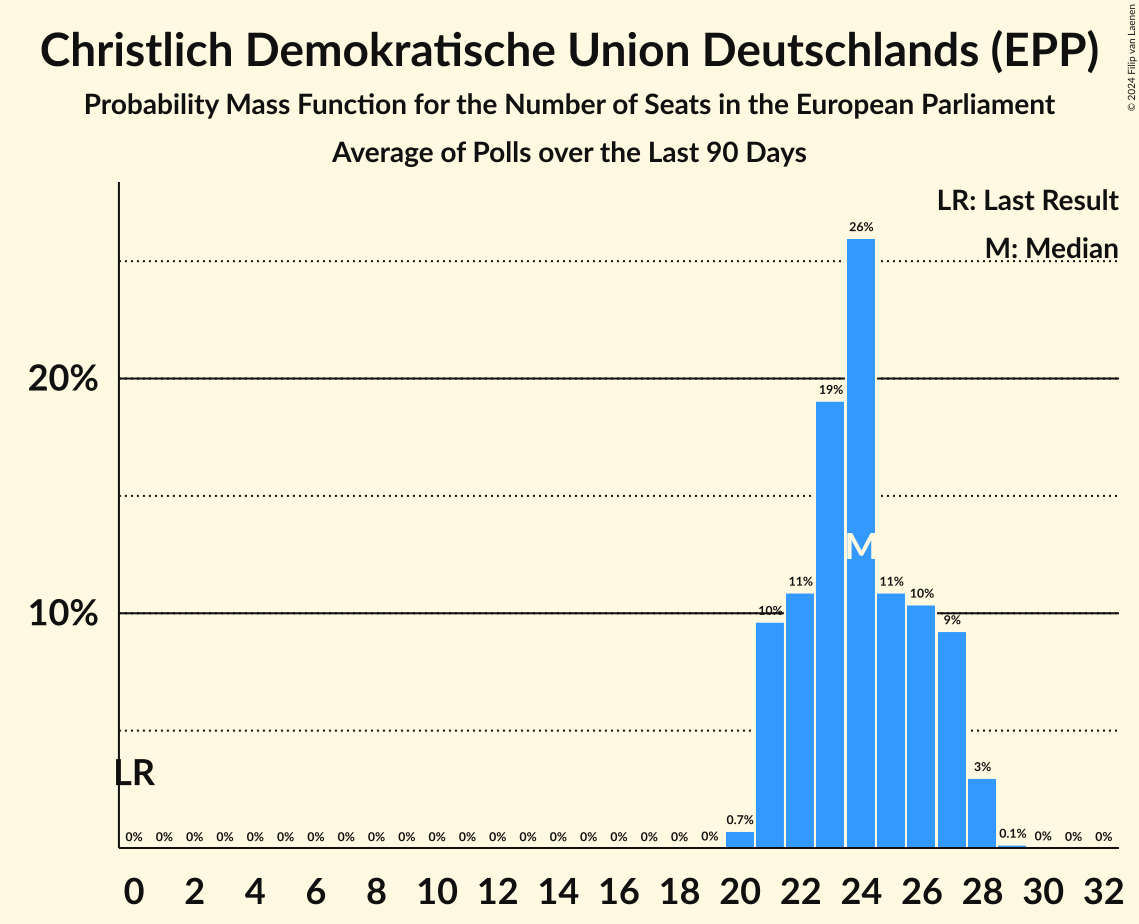 Christlich Demokratische Union Deutschlands (EPP)
Probability Mass Function for the Number of Seats in the European Parliament
Average of Polls over the Last 90 Days
© 2024 Filip van Laenen
LR: Last Result
M: Median
26%
20%
19%
M
11%
11%
10%
10%
10%
9%
LR
3%
0% 0% 0% 0% 0% 0% 0% 0% 0% 0% 0% 0% 0% 0% 0% 0% 0% 0% 0% 0% 0.7% 0.1% 0% 0% 0%
0 2 4 6 8 10 12 14 16 18 20 22 24 26 28 30 32